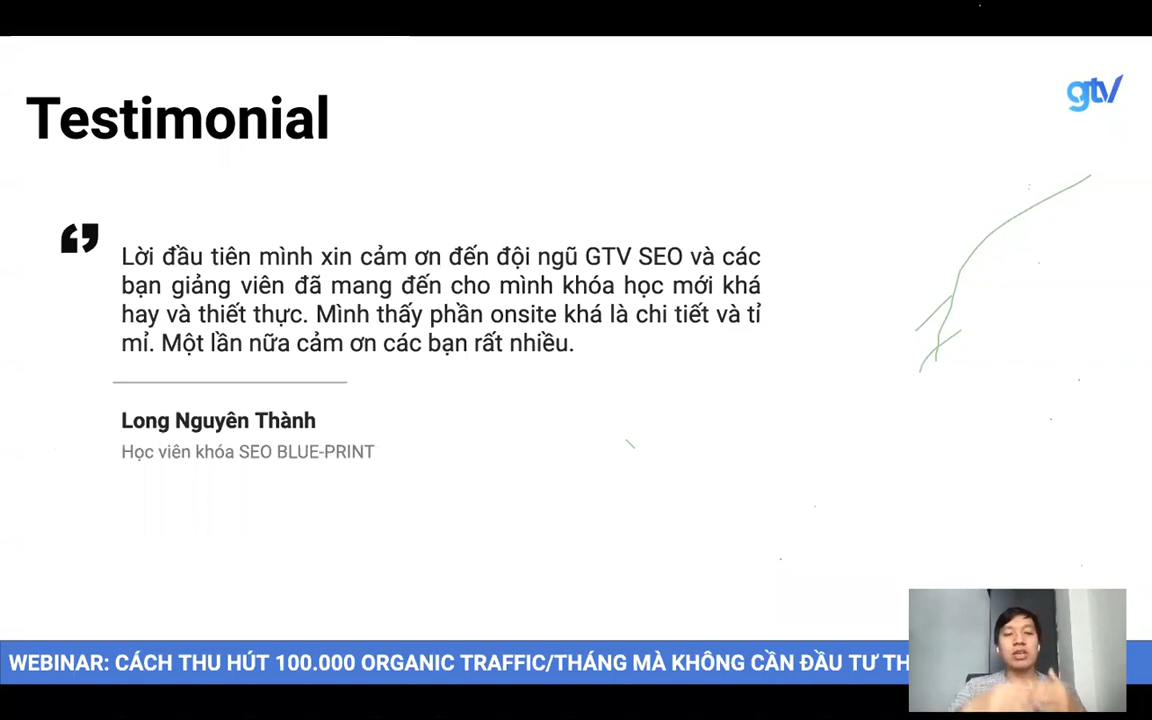 Testimonial
gtv
Lời đầu tiên mình xin cảm ơn đến đội ngũ GTV SEO và các
bạn giảng viên đã mang đến cho mình khóa học mới khá
hay và thiết thực. Mình thấy phần onsite khá là chi tiết và tỉ
mỉ. Một lần nữa cảm ơn các bạn rất nhiều.
Long Nguyên Thành
Học viên khóa SEO BLUE-PRINT
WEBINAR: CÁCH THU HÚT 100.000 ORGANIC TRAFFIC/THÁNG MÀ KHÔNG CẦN ĐẦU TƯ TH